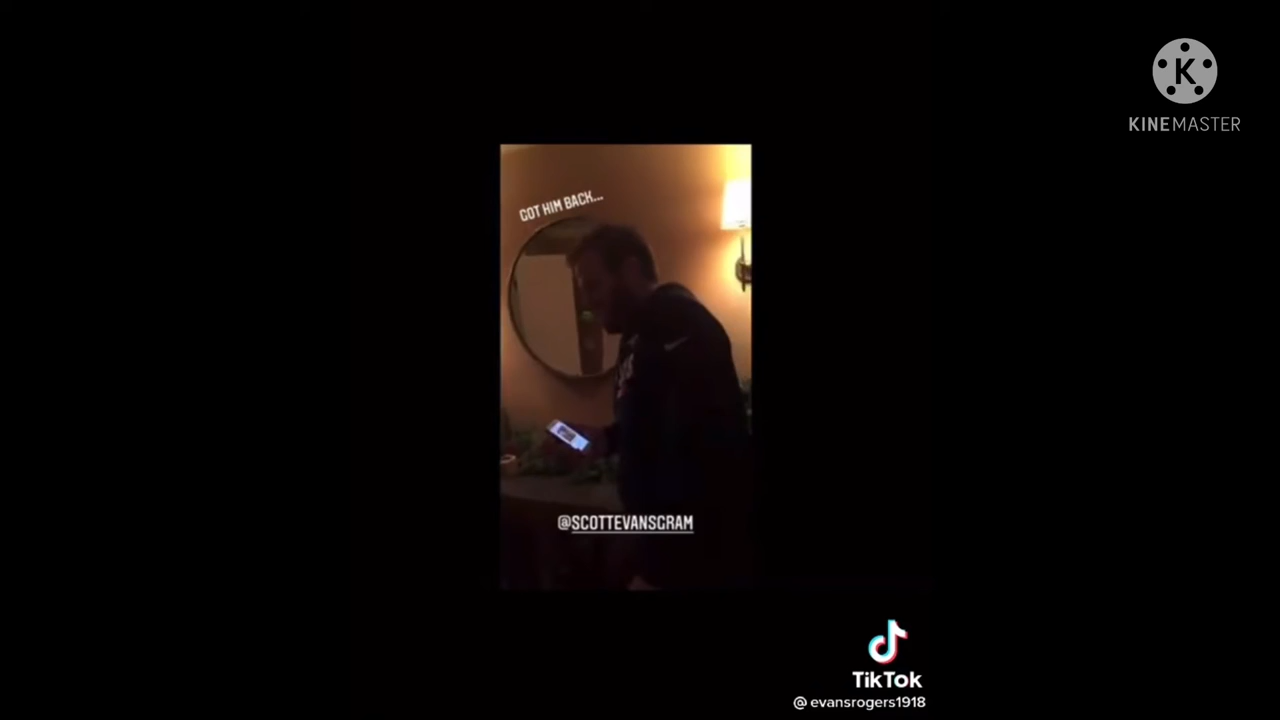 KINEMASTER
GOT HIM BACK...
@SCOTTEVANSGRAM
TikTok
@evansrogers1918